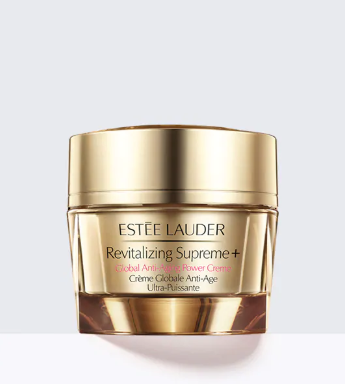 ESTĒE LAUDER
Revitalizing Supreme+
Global Anti-Aging Power Creme
Crème Globale Anti-Age
Ultra-Puissante